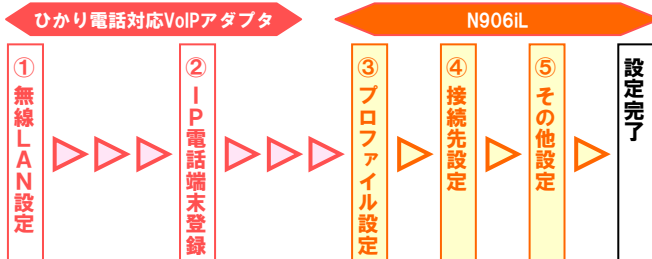 ひかり電話対応VoIPアダプタ
N906iL
①無線LAN設定
②IP電話端末登録
③プロファイル設定
④接続先設定
⑤その他設定
設定完了